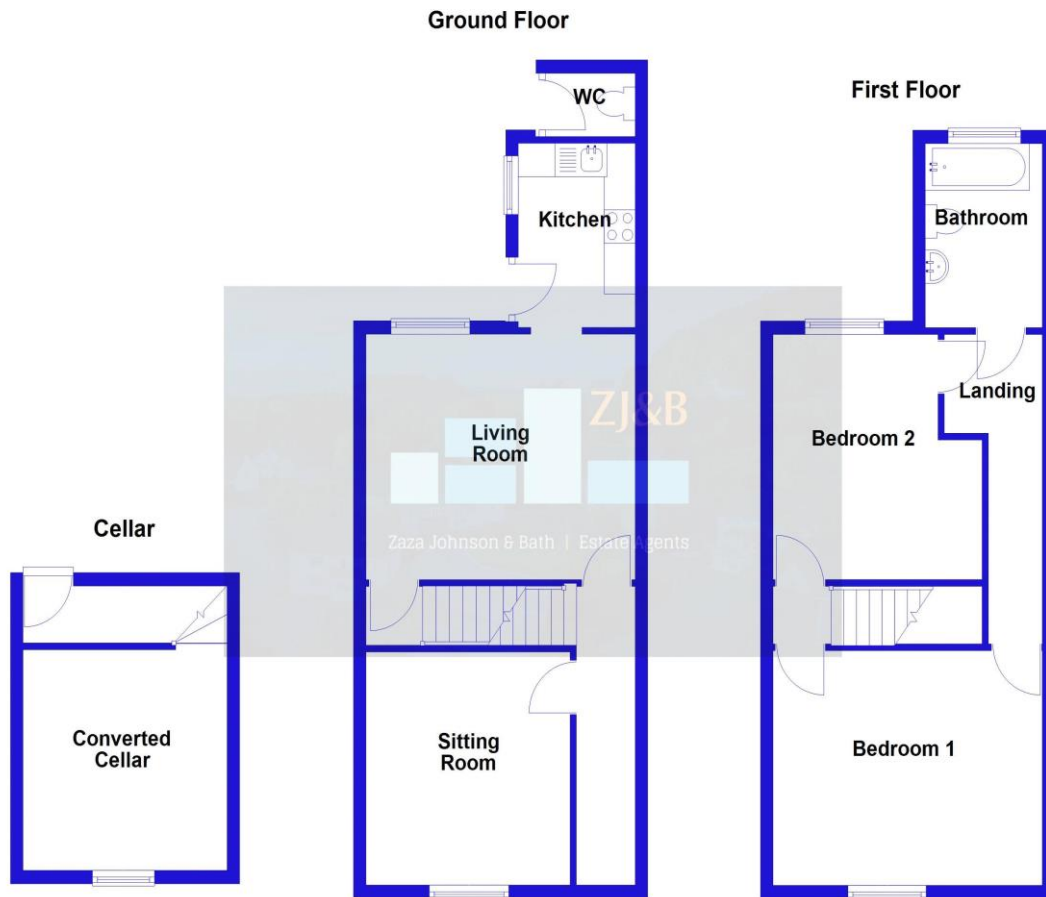 Ground Floor
WC
Kitchen
Living
Room
Sitting
Room
First Floor
Bathroom
Landing
Bedroom 2
Bedroom 1
Cellar
Converted
Cellar
ZJ&B
Zaza Johnson & Bath | Estate Agents